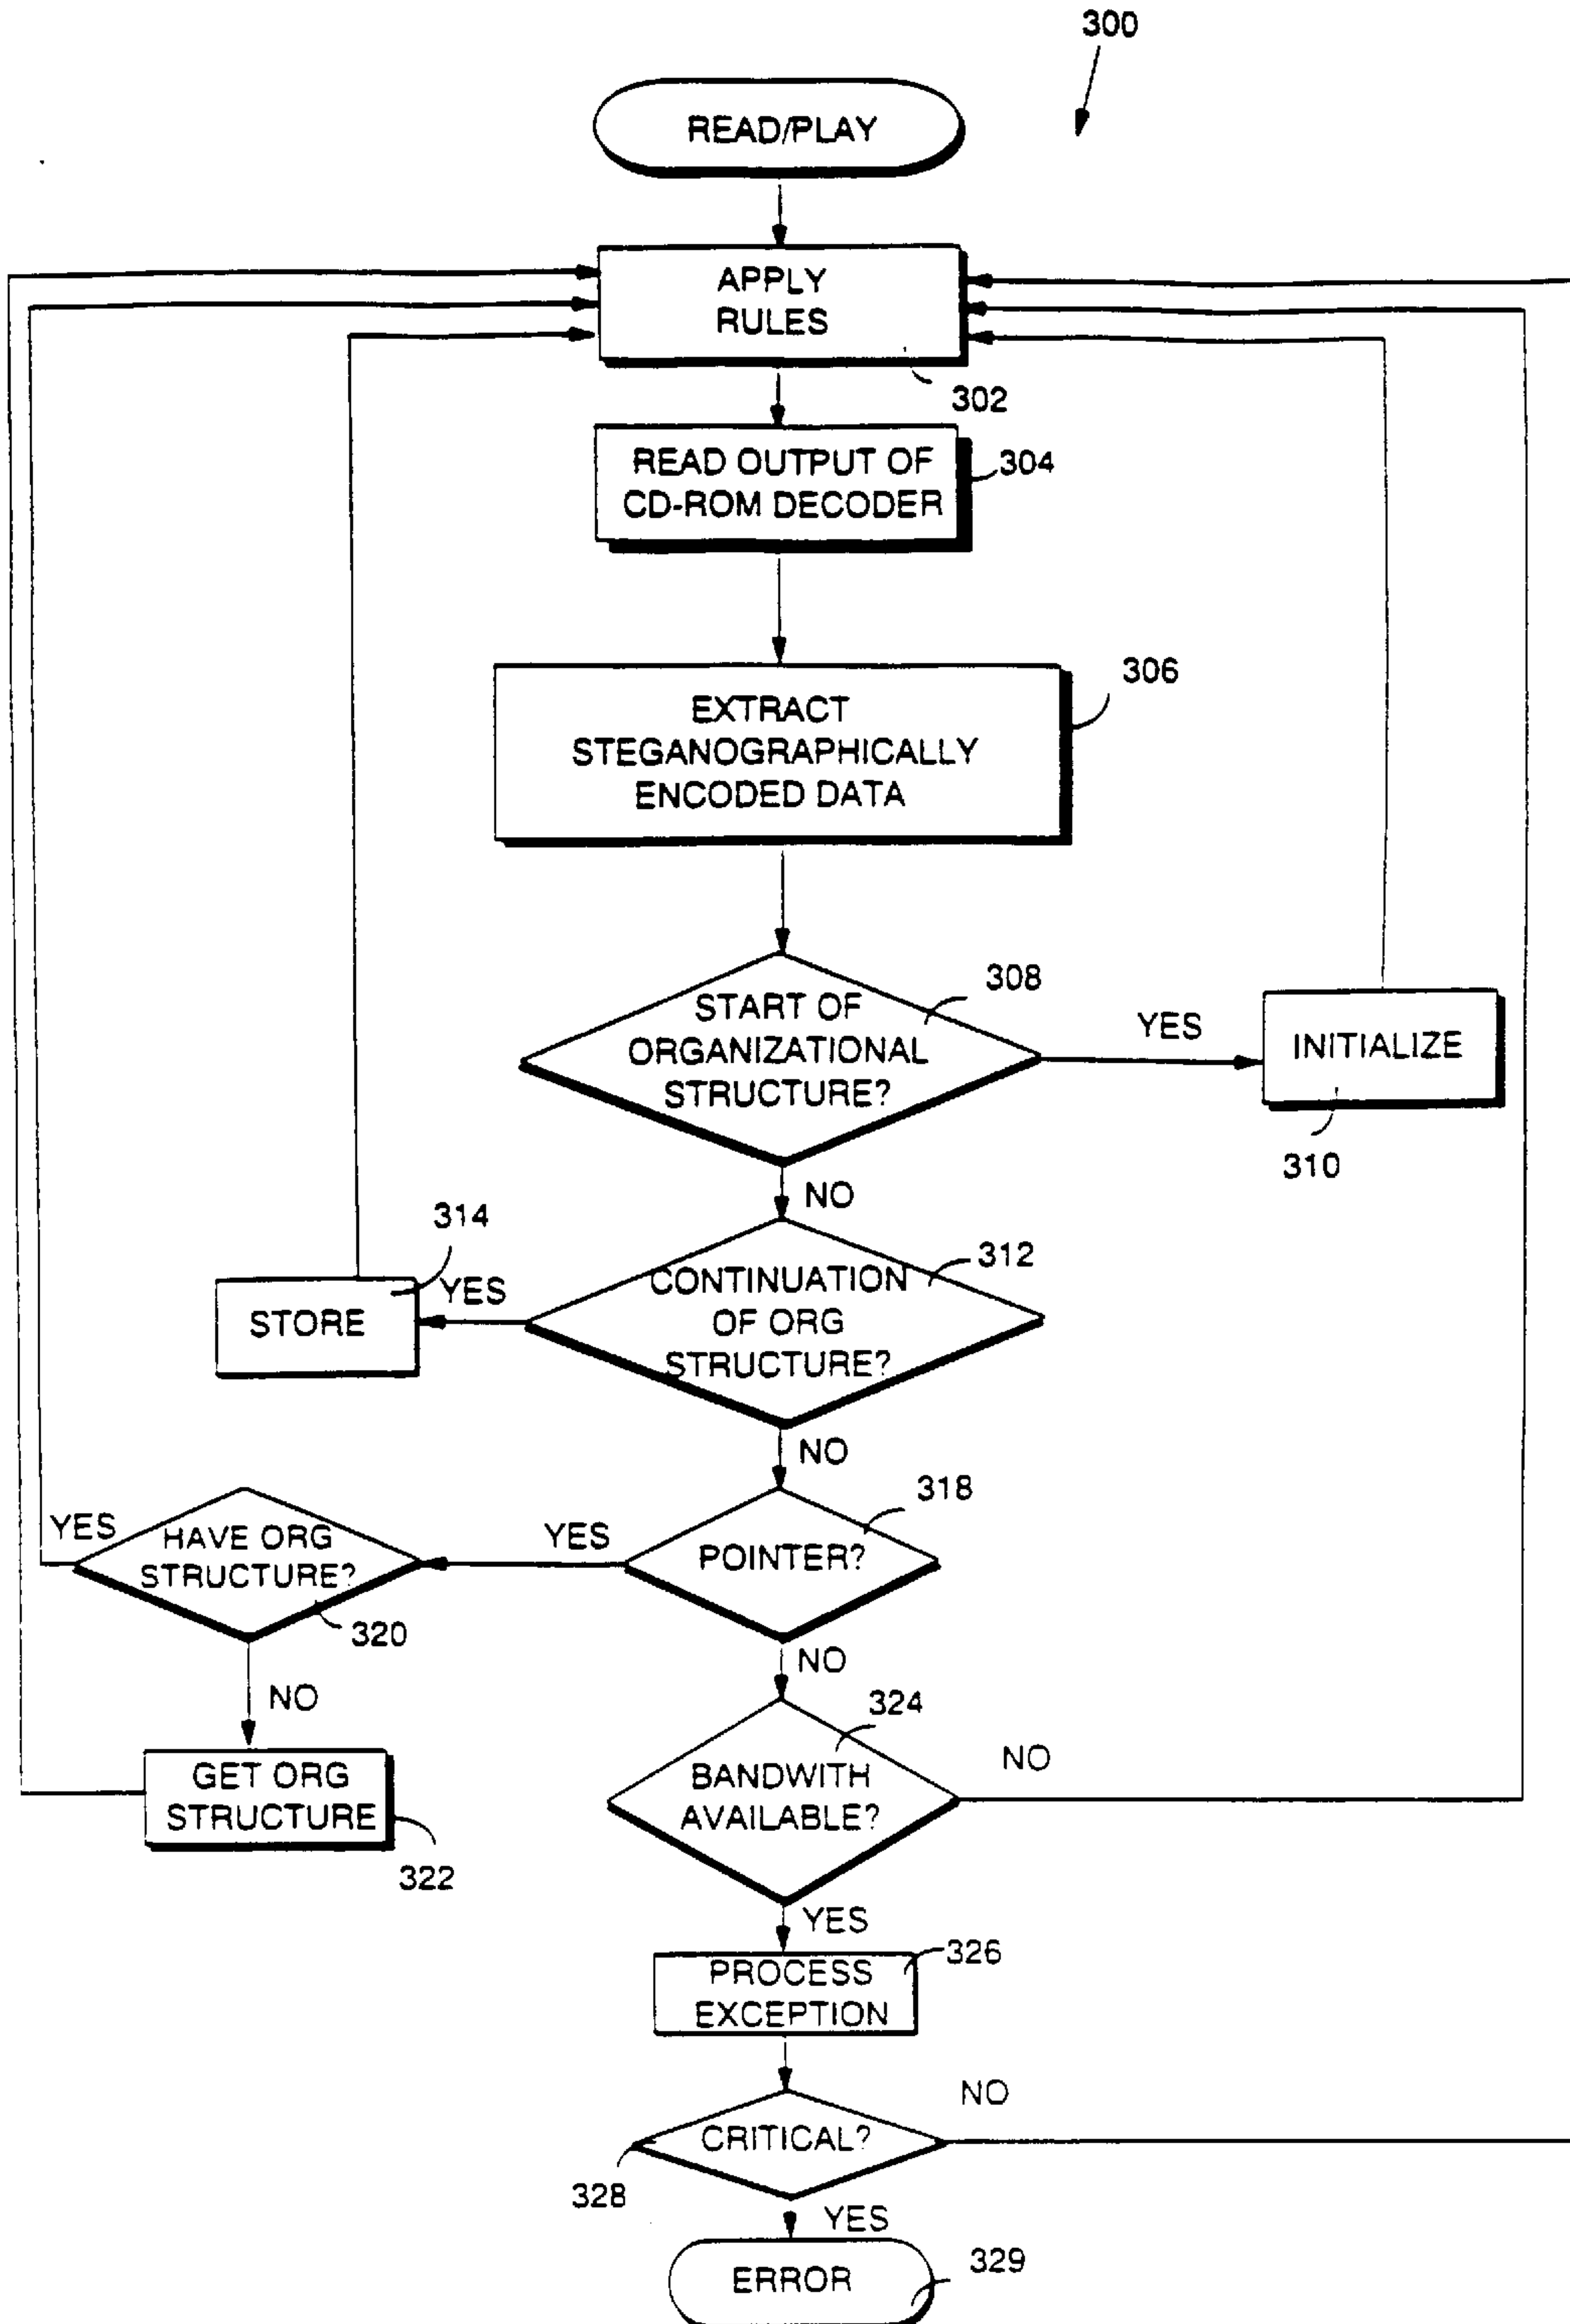 300
READ/PLAY
APPLY
RULES
302
READ OUTPUT OF
CD-ROM DECODER
304
EXTRACT
STEGANOGRAPHICALLY
ENCODED DATA
306
START OF
ORGANIZATIONAL
STRUCTURE?
308
YES
INITIALIZE
310
NO
314
STORE
YES
CONTINUATION
OF ORG
STRUCTURE?
312
NO
YES
HAVE ORG
STRUCTURE?
320
YES
POINTER?
318
NO
NO
GET ORG
STRUCTURE
322
324
BANDWITH
AVAILABLE?
NO
YES
PROCESS
EXCEPTION
326
CRITICAL?
328
NO
YES
ERROR
329